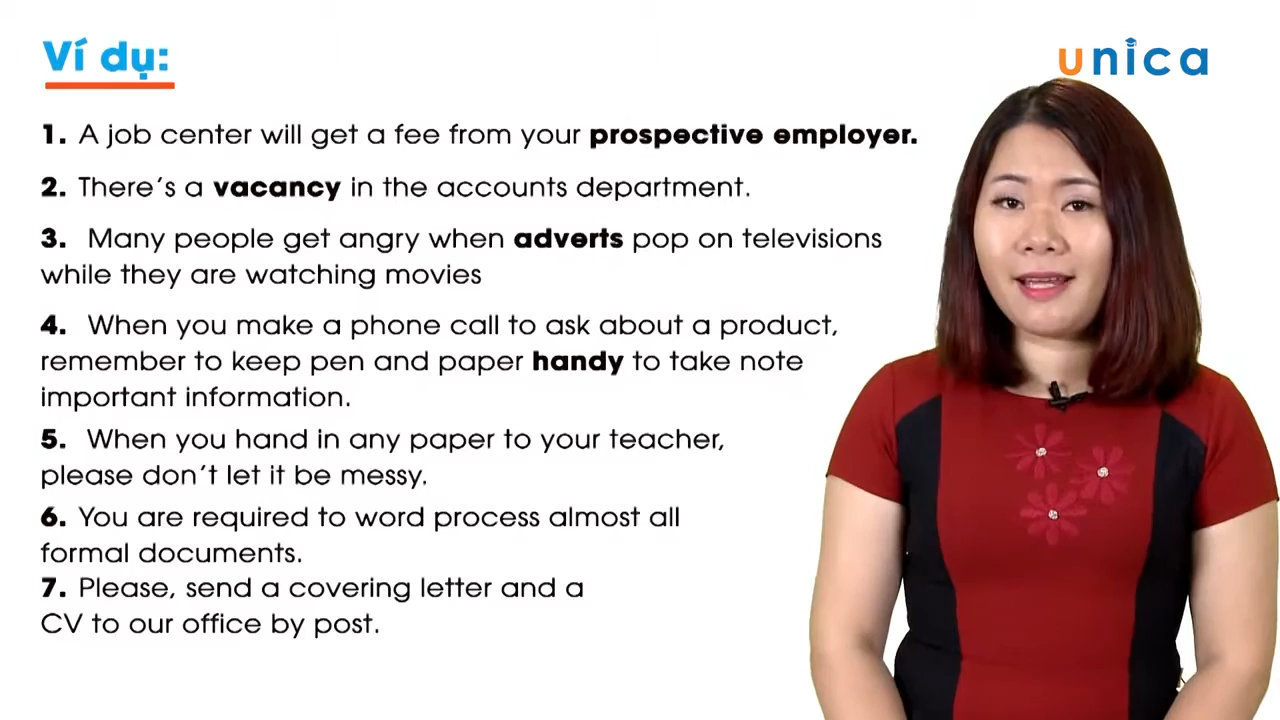 Ví dụ:
unica
1. A job center will get a fee from your prospective employer.
2. There's a vacancy in the accounts department.
3. Many people get angry when adverts pop on televisions
while they are watching movies
4. When you make a phone call to ask about a product,
remember to keep pen and paper handy to take note
important information.
5. When you hand in any paper to your teacher,
please don't let it be messy.
6. You are required to word process almost all
formal documents.
7. Please, send a covering letter and a
CV to our office by post.